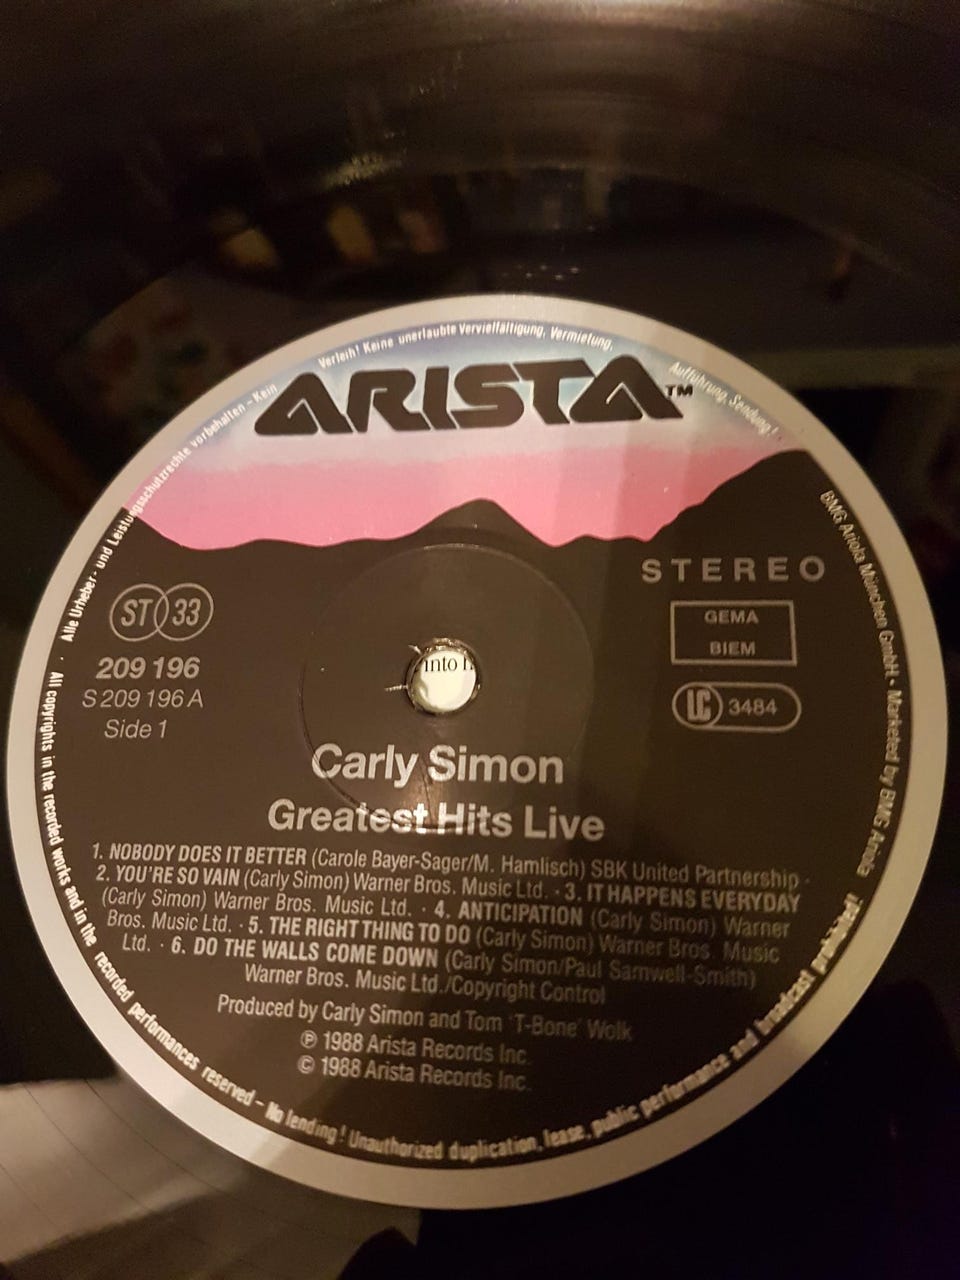 Alle Urheber- und Leistungsschutzrechte vorbehalten - Kein Verleih! Keine unerlaubte Vervielfältigung, Vermietung, Aufführung, Sendung!
ARISTA™
STEREO
GEMA
BIEM
LC 3484
ST 33
209 196
S 209 196 A
Side 1
into
Carly Simon
Greatest Hits Live
1. NOBODY DOES IT BETTER (Carole Bayer-Sager/M. Hamlisch) SBK United Partnership ·
2. YOU'RE SO VAIN (Carly Simon) Warner Bros. Music Ltd. · 3. IT HAPPENS EVERYDAY
(Carly Simon) Warner Bros. Music Ltd. · 4. ANTICIPATION (Carly Simon) Warner
Bros. Music Ltd. · 5. THE RIGHT THING TO DO (Carly Simon) Warner Bros. Music
Ltd. · 6. DO THE WALLS COME DOWN (Carly Simon/Paul Samwell-Smith)
Warner Bros. Music Ltd./Copyright Control
Produced by Carly Simon and Tom 'T-Bone' Wolk
℗ 1988 Arista Records Inc.
© 1988 Arista Records Inc.
BMG Ariola München GmbH · Marketed by BMG Ariola
· All copyrights in the recorded works and in the recorded performances reserved – No lending! Unauthorized duplication, lease, public performance and broadcast prohibited!